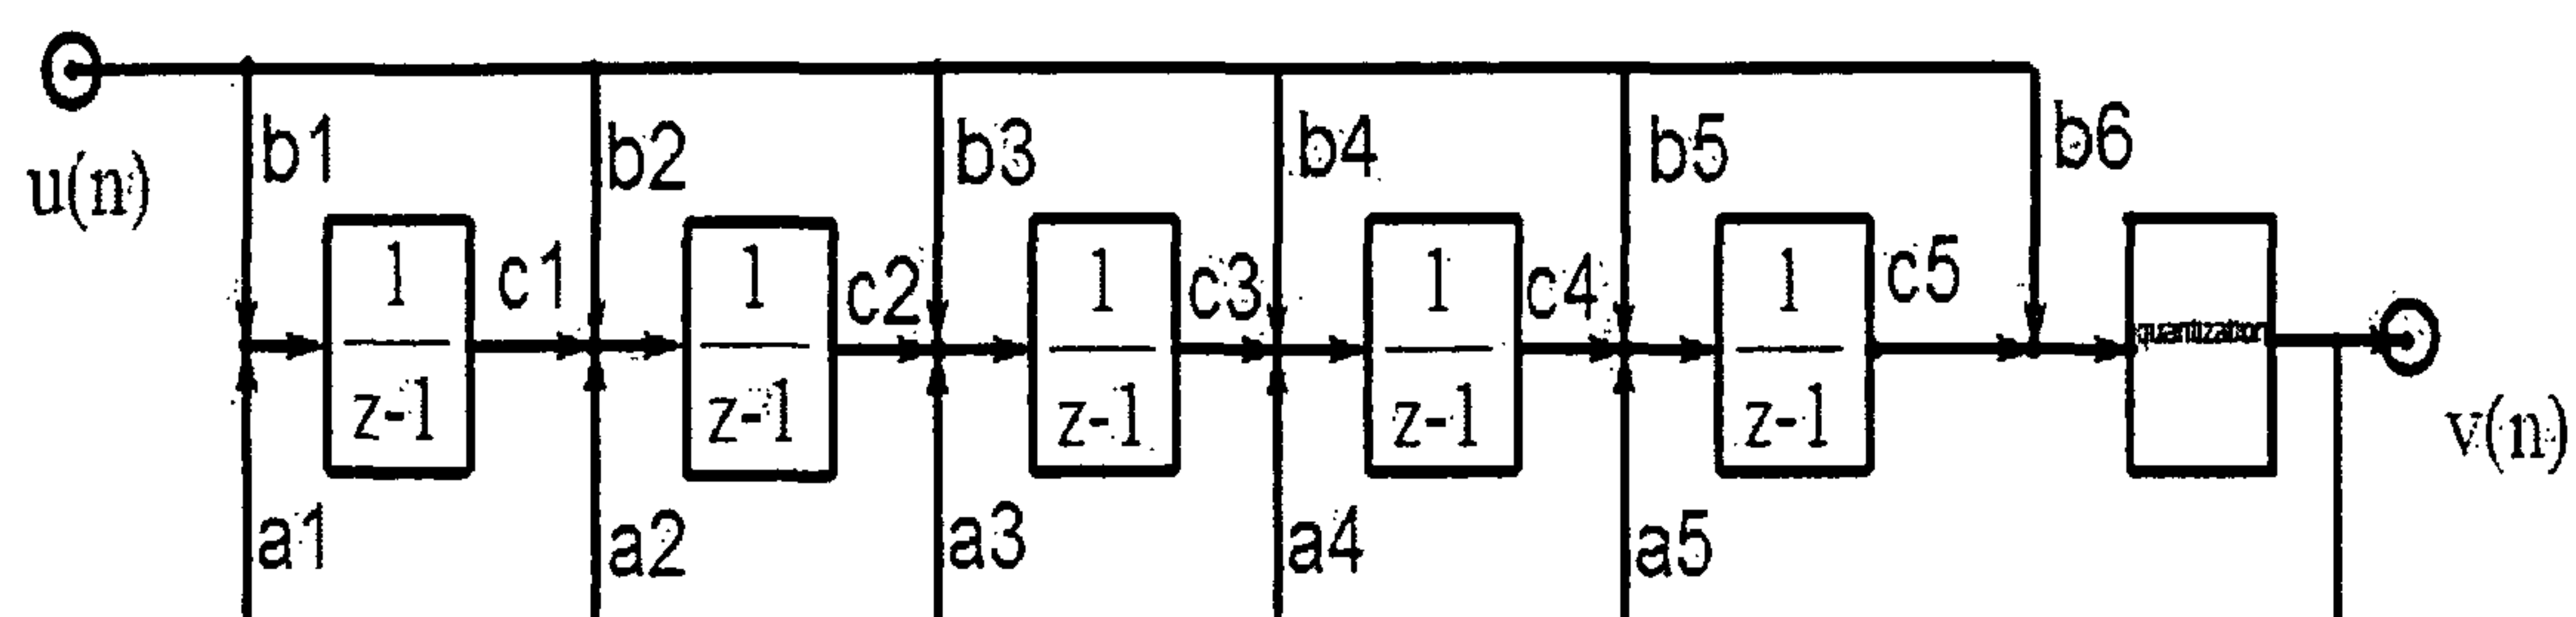 b1 b2 b3 b4 b5 b6
u(n)
1 c1 1 c2 1 c3 1 c4 1 c5
quantization
z-1 z-1 z-1 z-1 z-1 v(n)
a1 a2 a3 a4 a5